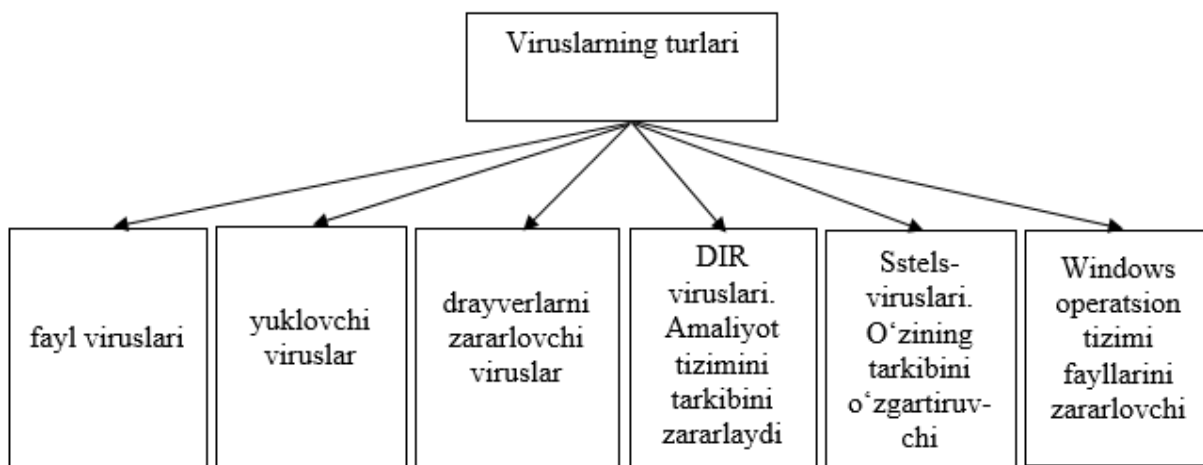 Viruslarning turlari
fayl viruslari
yuklovchi
viruslar
drayverlarni
zararlovchi
viruslar
DIR
viruslari.
Amaliyot
tizimini
tarkibini
zararlaydi
Sstels-
viruslari.
O‘zining
tarkibini
o‘zgartiruv-
chi
Windows
operatsion
tizimi
fayllarini
zararlovchi